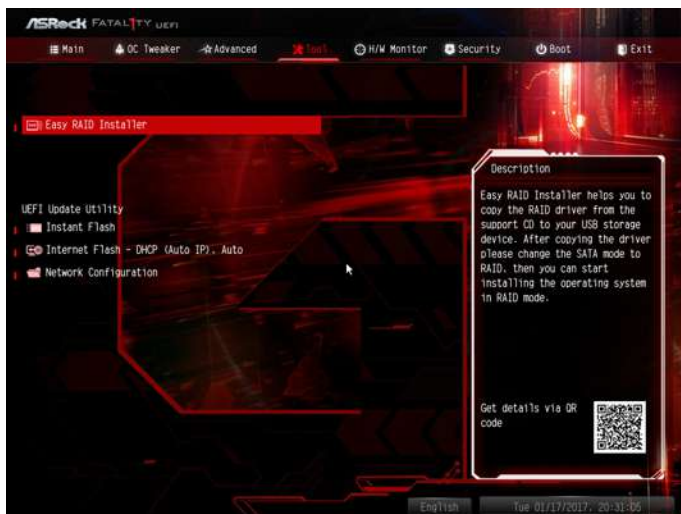 ASRock FATAL1TY UEFI
Main OC Tweaker Advanced Tool H/W Monitor Security Boot Exit
Easy RAID Installer
UEFI Update Utility
Instant Flash
Internet Flash - DHCP (Auto IP), Auto
Network Configuration
Description
Easy RAID Installer helps you to
copy the RAID driver from the
support CD to your USB storage
device. After copying the driver
please change the SATA mode to
RAID, then you can start
installing the operating system
in RAID mode.
Get details via QR
code
English Tue 01/17/2017, 20:31:05